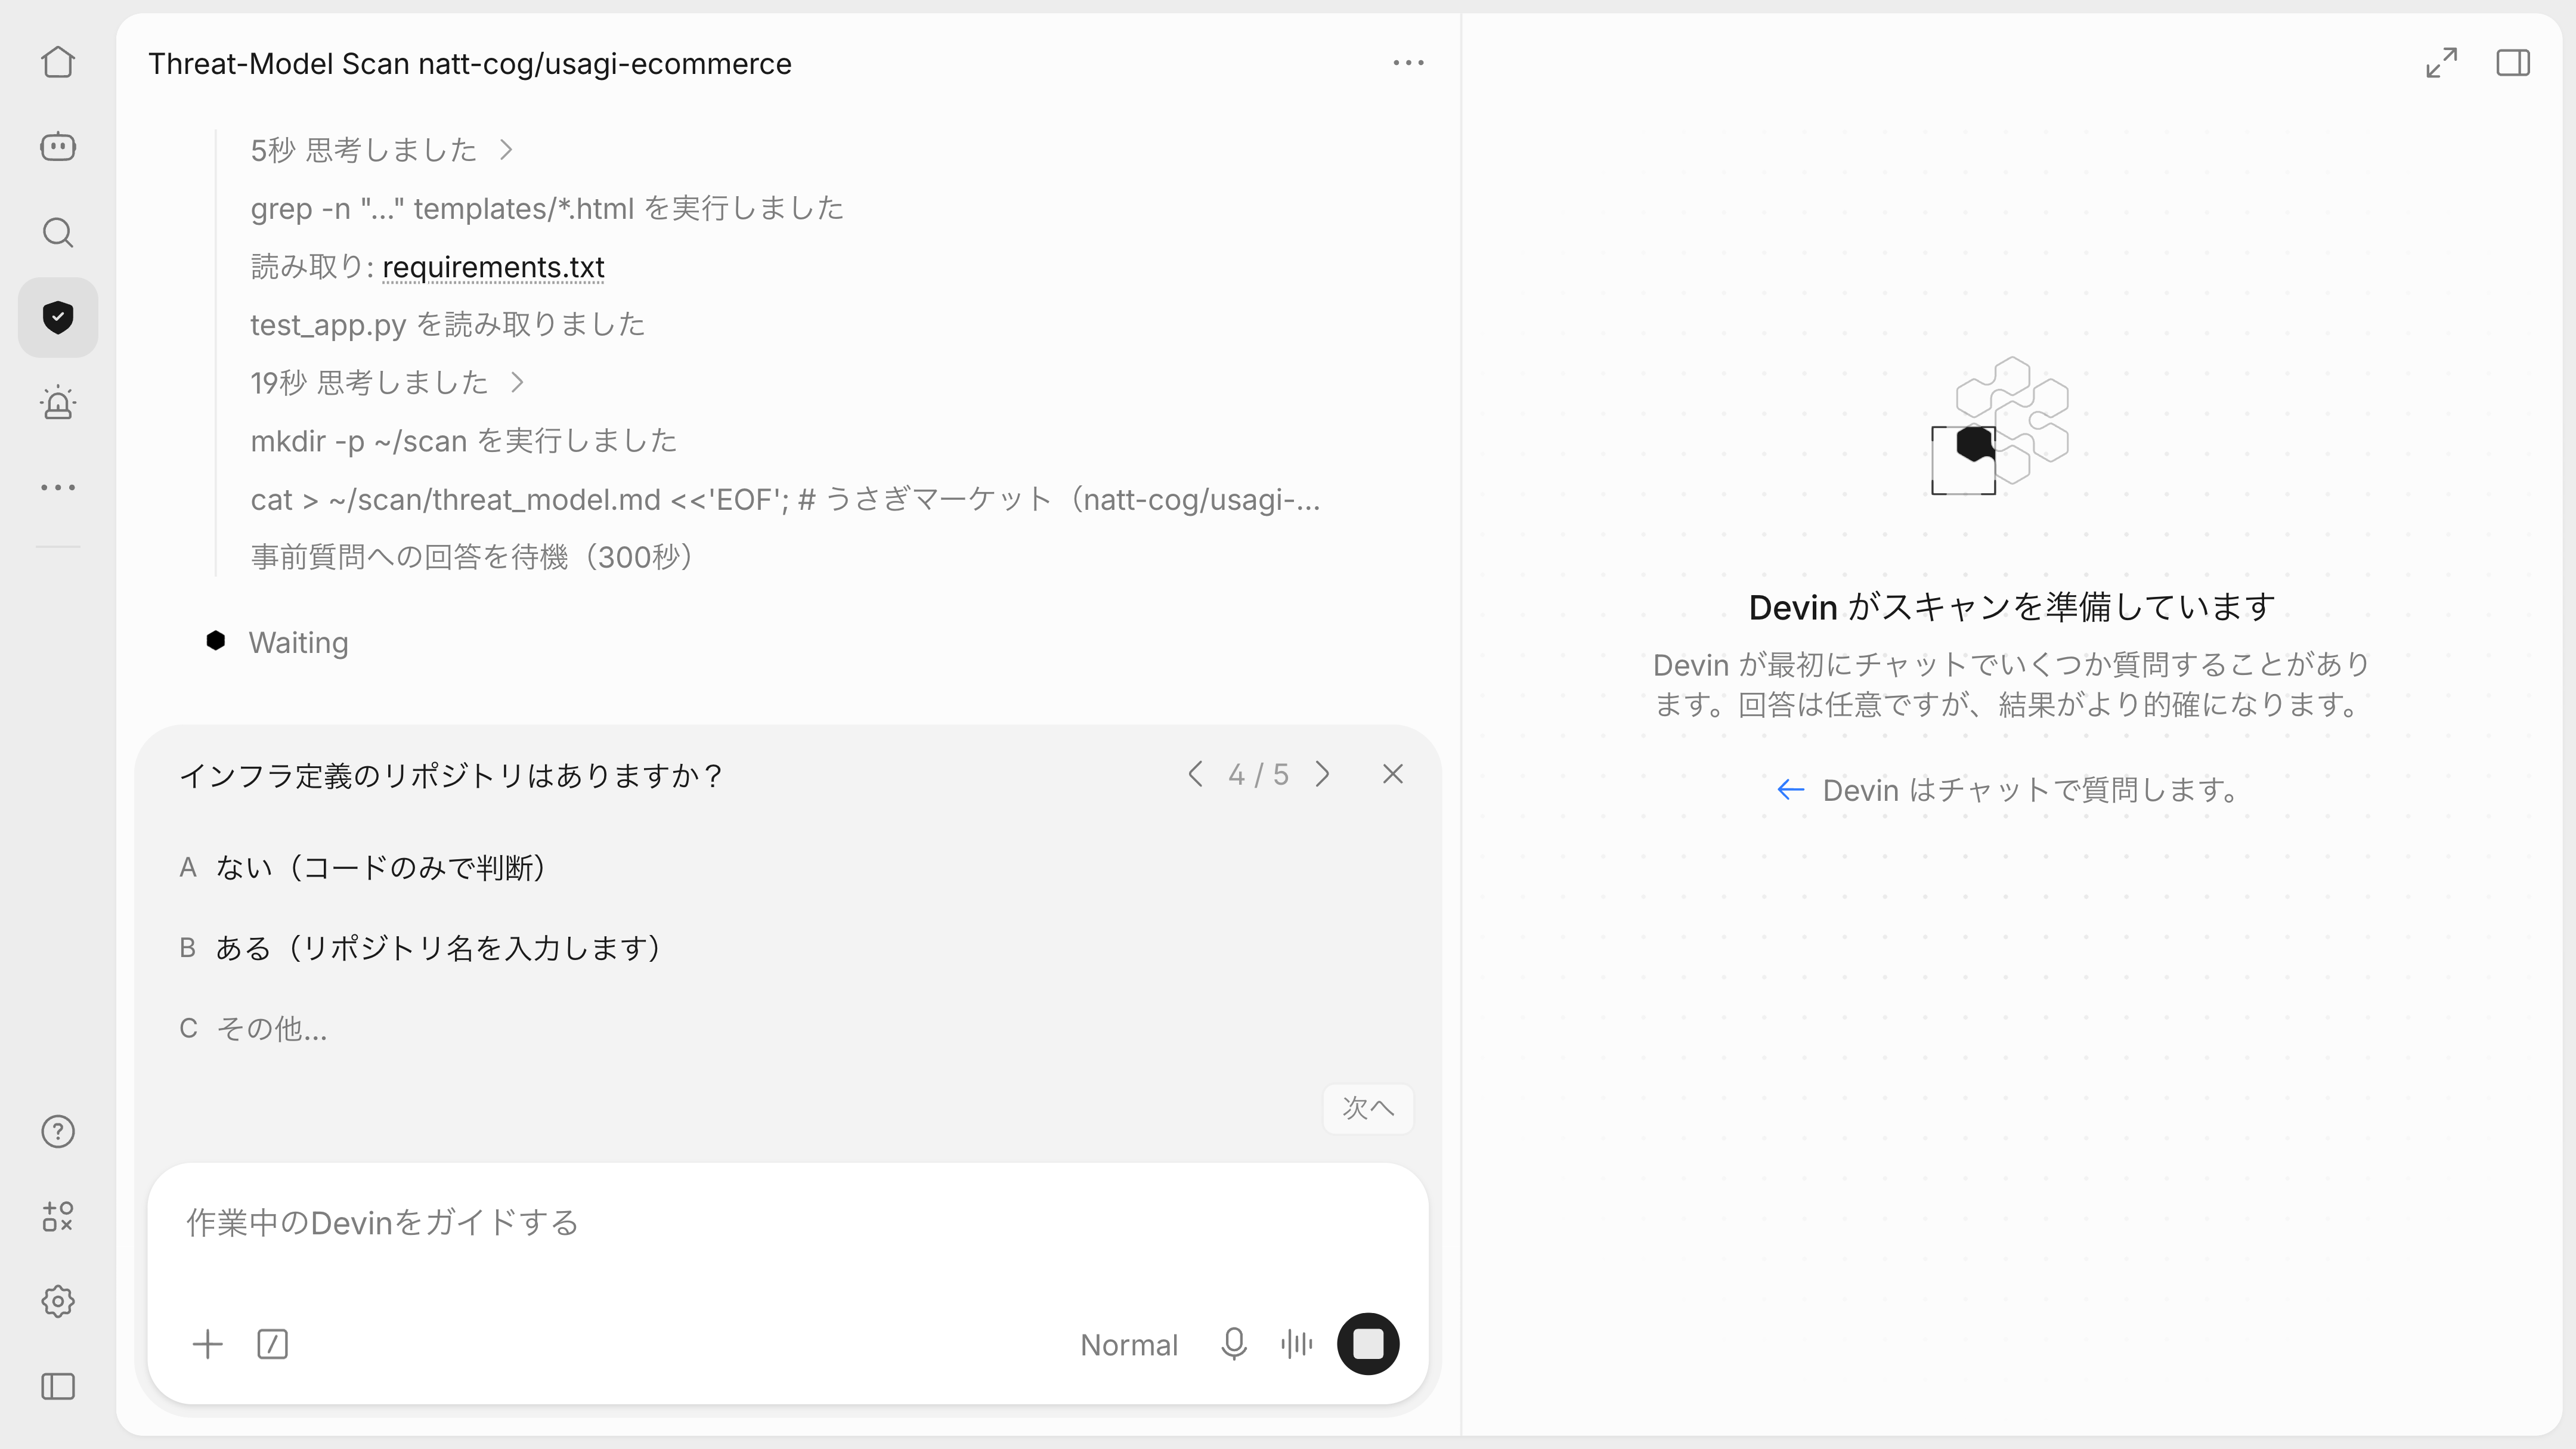 Threat-Model Scan natt-cog/usagi-ecommerce
5秒 思考しました
grep -n "..." templates/*.html を実行しました
読み取り: requirements.txt
test_app.py を読み取りました
19秒 思考しました
mkdir -p ~/scan を実行しました
cat > ~/scan/threat_model.md <<'EOF'; # うさぎマーケット（natt-cog/usagi-...
事前質問への回答を待機（300秒）
Waiting
インフラ定義のリポジトリはありますか？
4 / 5
A ない（コードのみで判断）
B ある（リポジトリ名を入力します）
C その他...
次へ
作業中のDevinをガイドする
Normal
Devin がスキャンを準備しています
Devin が最初にチャットでいくつか質問することがあり
ます。回答は任意ですが、結果がより的確になります。
← Devin はチャットで質問します。